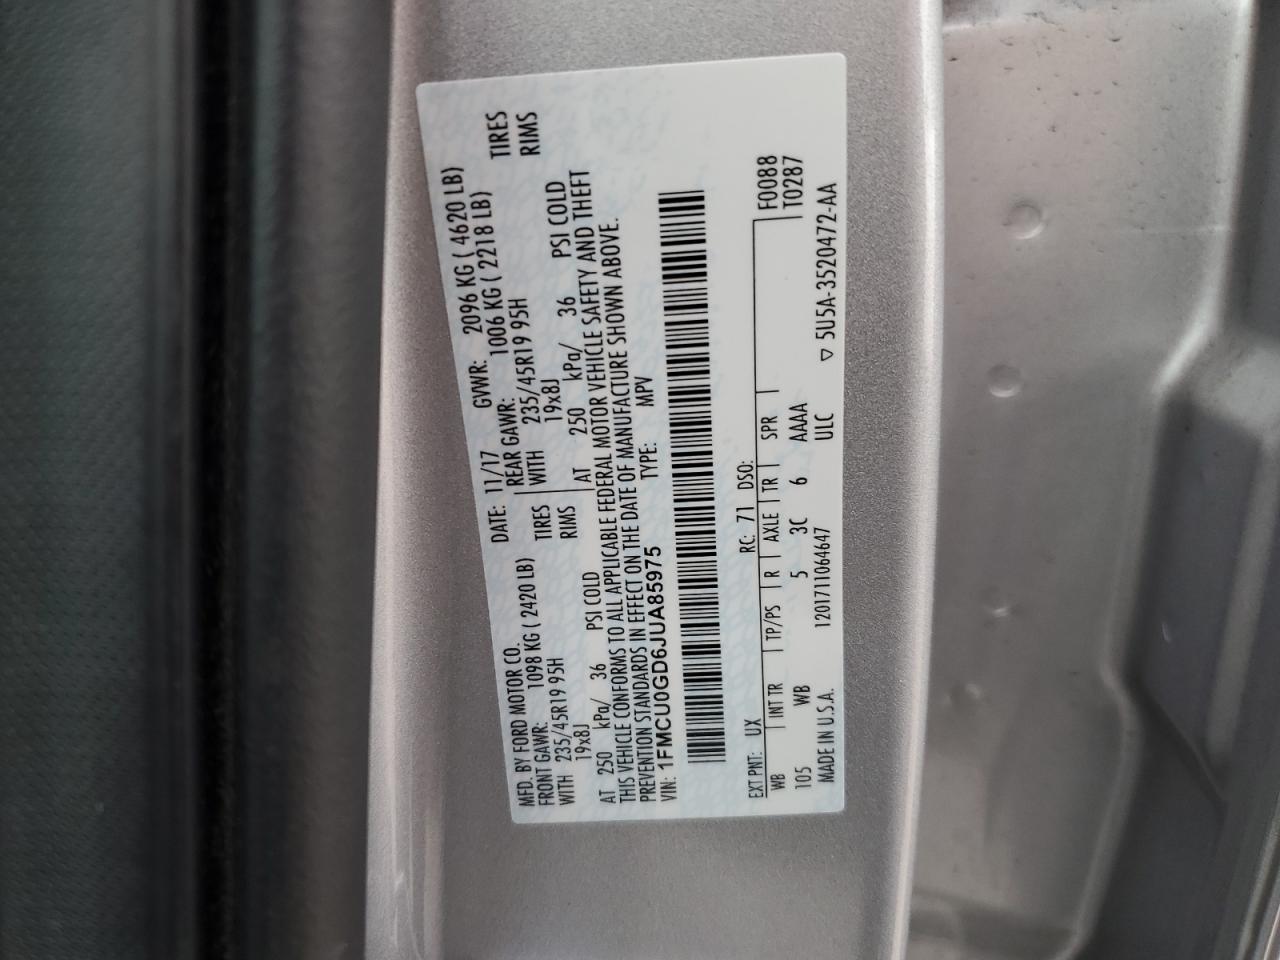 MFD. BY FORD MOTOR CO. DATE: 11/17 GVWR: 2096 KG ( 4620 LB)
FRONT GAWR: 1098 KG ( 2420 LB) REAR GAWR: 1006 KG ( 2218 LB)
WITH 235/45R19 95H TIRES WITH 235/45R19 95H TIRES
19x8J RIMS 19x8J RIMS
AT 250 kPa/ 36 PSI COLD AT 250 kPa/ 36 PSI COLD
THIS VEHICLE CONFORMS TO ALL APPLICABLE FEDERAL MOTOR VEHICLE SAFETY AND THEFT
PREVENTION STANDARDS IN EFFECT ON THE DATE OF MANUFACTURE SHOWN ABOVE.
VIN: 1FMCU0GD6JUA85975 TYPE: MPV
EXT PNT: UX RC: 71 DSO: F0088
WB INT TR TP/PS R AXLE TR SPR T0287
105 WB 5 3C 6 AAAA
MADE IN U.S.A. 1201711064647 ULC ▽ 5U5A-3520472-AA